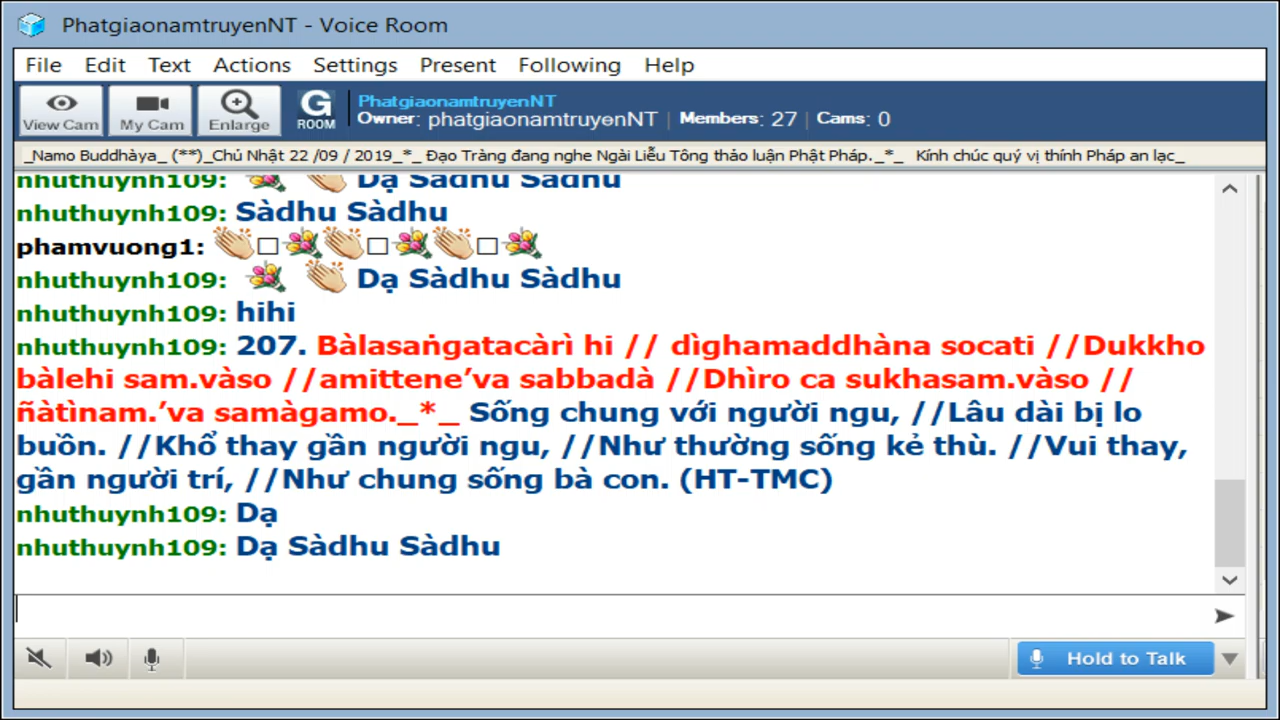 PhatgiaonamtruyenNT - Voice Room
File Edit Text Actions Settings Present Following Help
View Cam My Cam Enlarge G ROOM
PhatgiaonamtruyenNT
Owner: phatgiaonamtruyenNT | Members: 27 | Cams: 0
_Namo Buddhàya_ (**)_Chủ Nhật 22 /09 / 2019_*_ Đạo Tràng đang nghe Ngài Liễu Tông thảo luận Phật Pháp._*_ Kính chúc quý vị thính Pháp an lạc_
nhuthuynh109: Dạ Sàdhu Sàdhu
nhuthuynh109: Sàdhu Sàdhu
phamvuong1:
nhuthuynh109: Dạ Sàdhu Sàdhu
nhuthuynh109: hihi
nhuthuynh109: 207. Bàlasaṅgatacàrì hi // dìghamaddhàna socati //Dukkho
bàlehi sam.vàso //amittene’va sabbadà //Dhìro ca sukhasam.vàso //
ñàtìnam.’va samàgamo._*_ Sống chung với người ngu, //Lâu dài bị lo
buồn. //Khổ thay gần người ngu, //Như thường sống kẻ thù. //Vui thay,
gần người trí, //Như chung sống bà con. (HT-TMC)
nhuthuynh109: Dạ
nhuthuynh109: Dạ Sàdhu Sàdhu
Hold to Talk